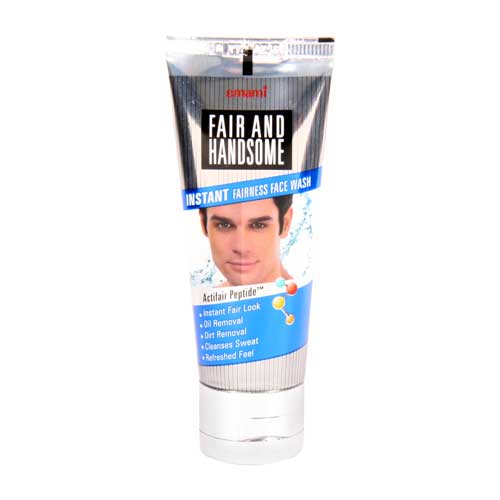 emami
FAIR AND
HANDSOME
INSTANT FAIRNESS FACE WASH
Actifair Peptide™
• Instant Fair Look
• Oil Removal
• Dirt Removal
• Cleanses Sweat
• Refreshed Feel